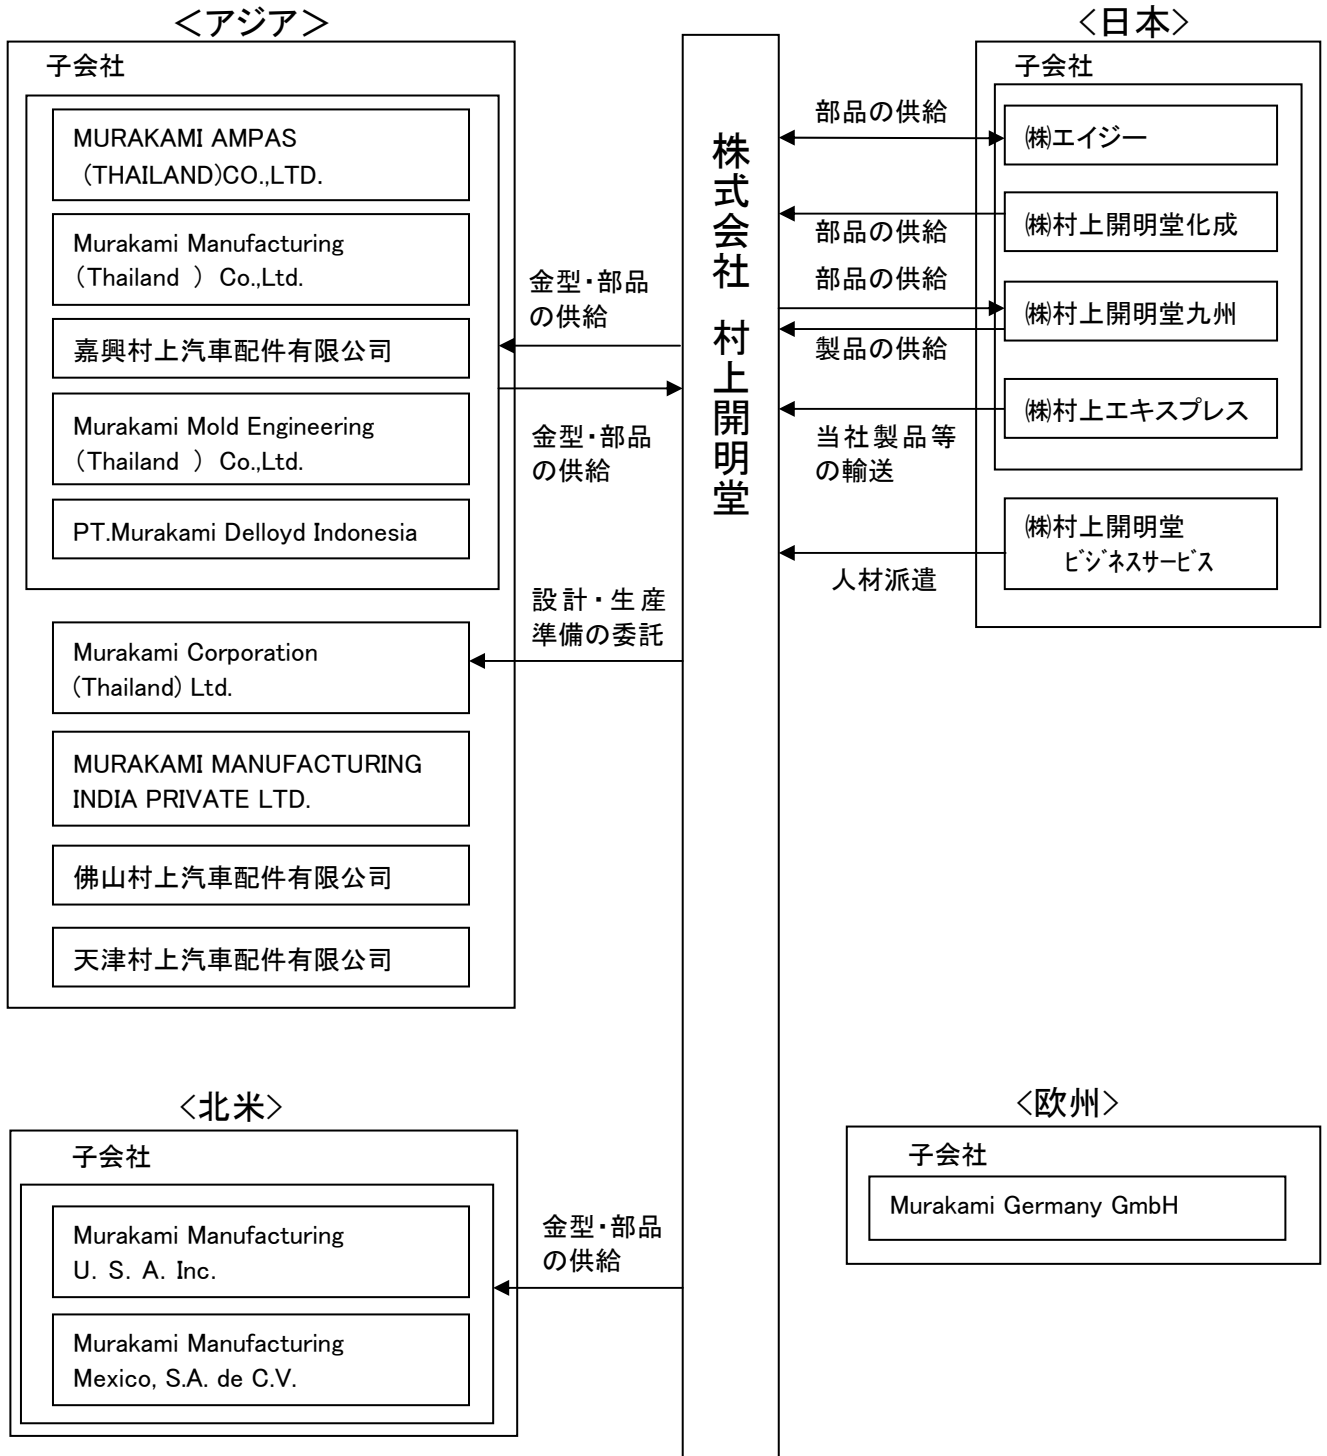 ＜アジア＞
子会社
MURAKAMI AMPAS
(THAILAND)CO.,LTD.
Murakami Manufacturing
(Thailand ) Co.,Ltd.
嘉興村上汽車配件有限公司
Murakami Mold Engineering
(Thailand ) Co.,Ltd.
PT.Murakami Delloyd Indonesia
Murakami Corporation
(Thailand) Ltd.
MURAKAMI MANUFACTURING
INDIA PRIVATE LTD.
佛山村上汽車配件有限公司
天津村上汽車配件有限公司
金型・部品
の供給
金型・部品
の供給
設計・生産
準備の委託
株式会社 村上開明堂
＜日本＞
子会社
部品の供給
㈱エイジー
㈱村上開明堂化成
部品の供給
部品の供給
㈱村上開明堂九州
製品の供給
㈱村上エキスプレス
当社製品等
の輸送
㈱村上開明堂
ﾋﾞｼﾞﾈｽサｰﾋﾞｽ
人材派遣
＜北米＞
子会社
Murakami Manufacturing
U. S. A. Inc.
Murakami Manufacturing
Mexico, S.A. de C.V.
金型・部品
の供給
＜欧州＞
子会社
Murakami Germany GmbH